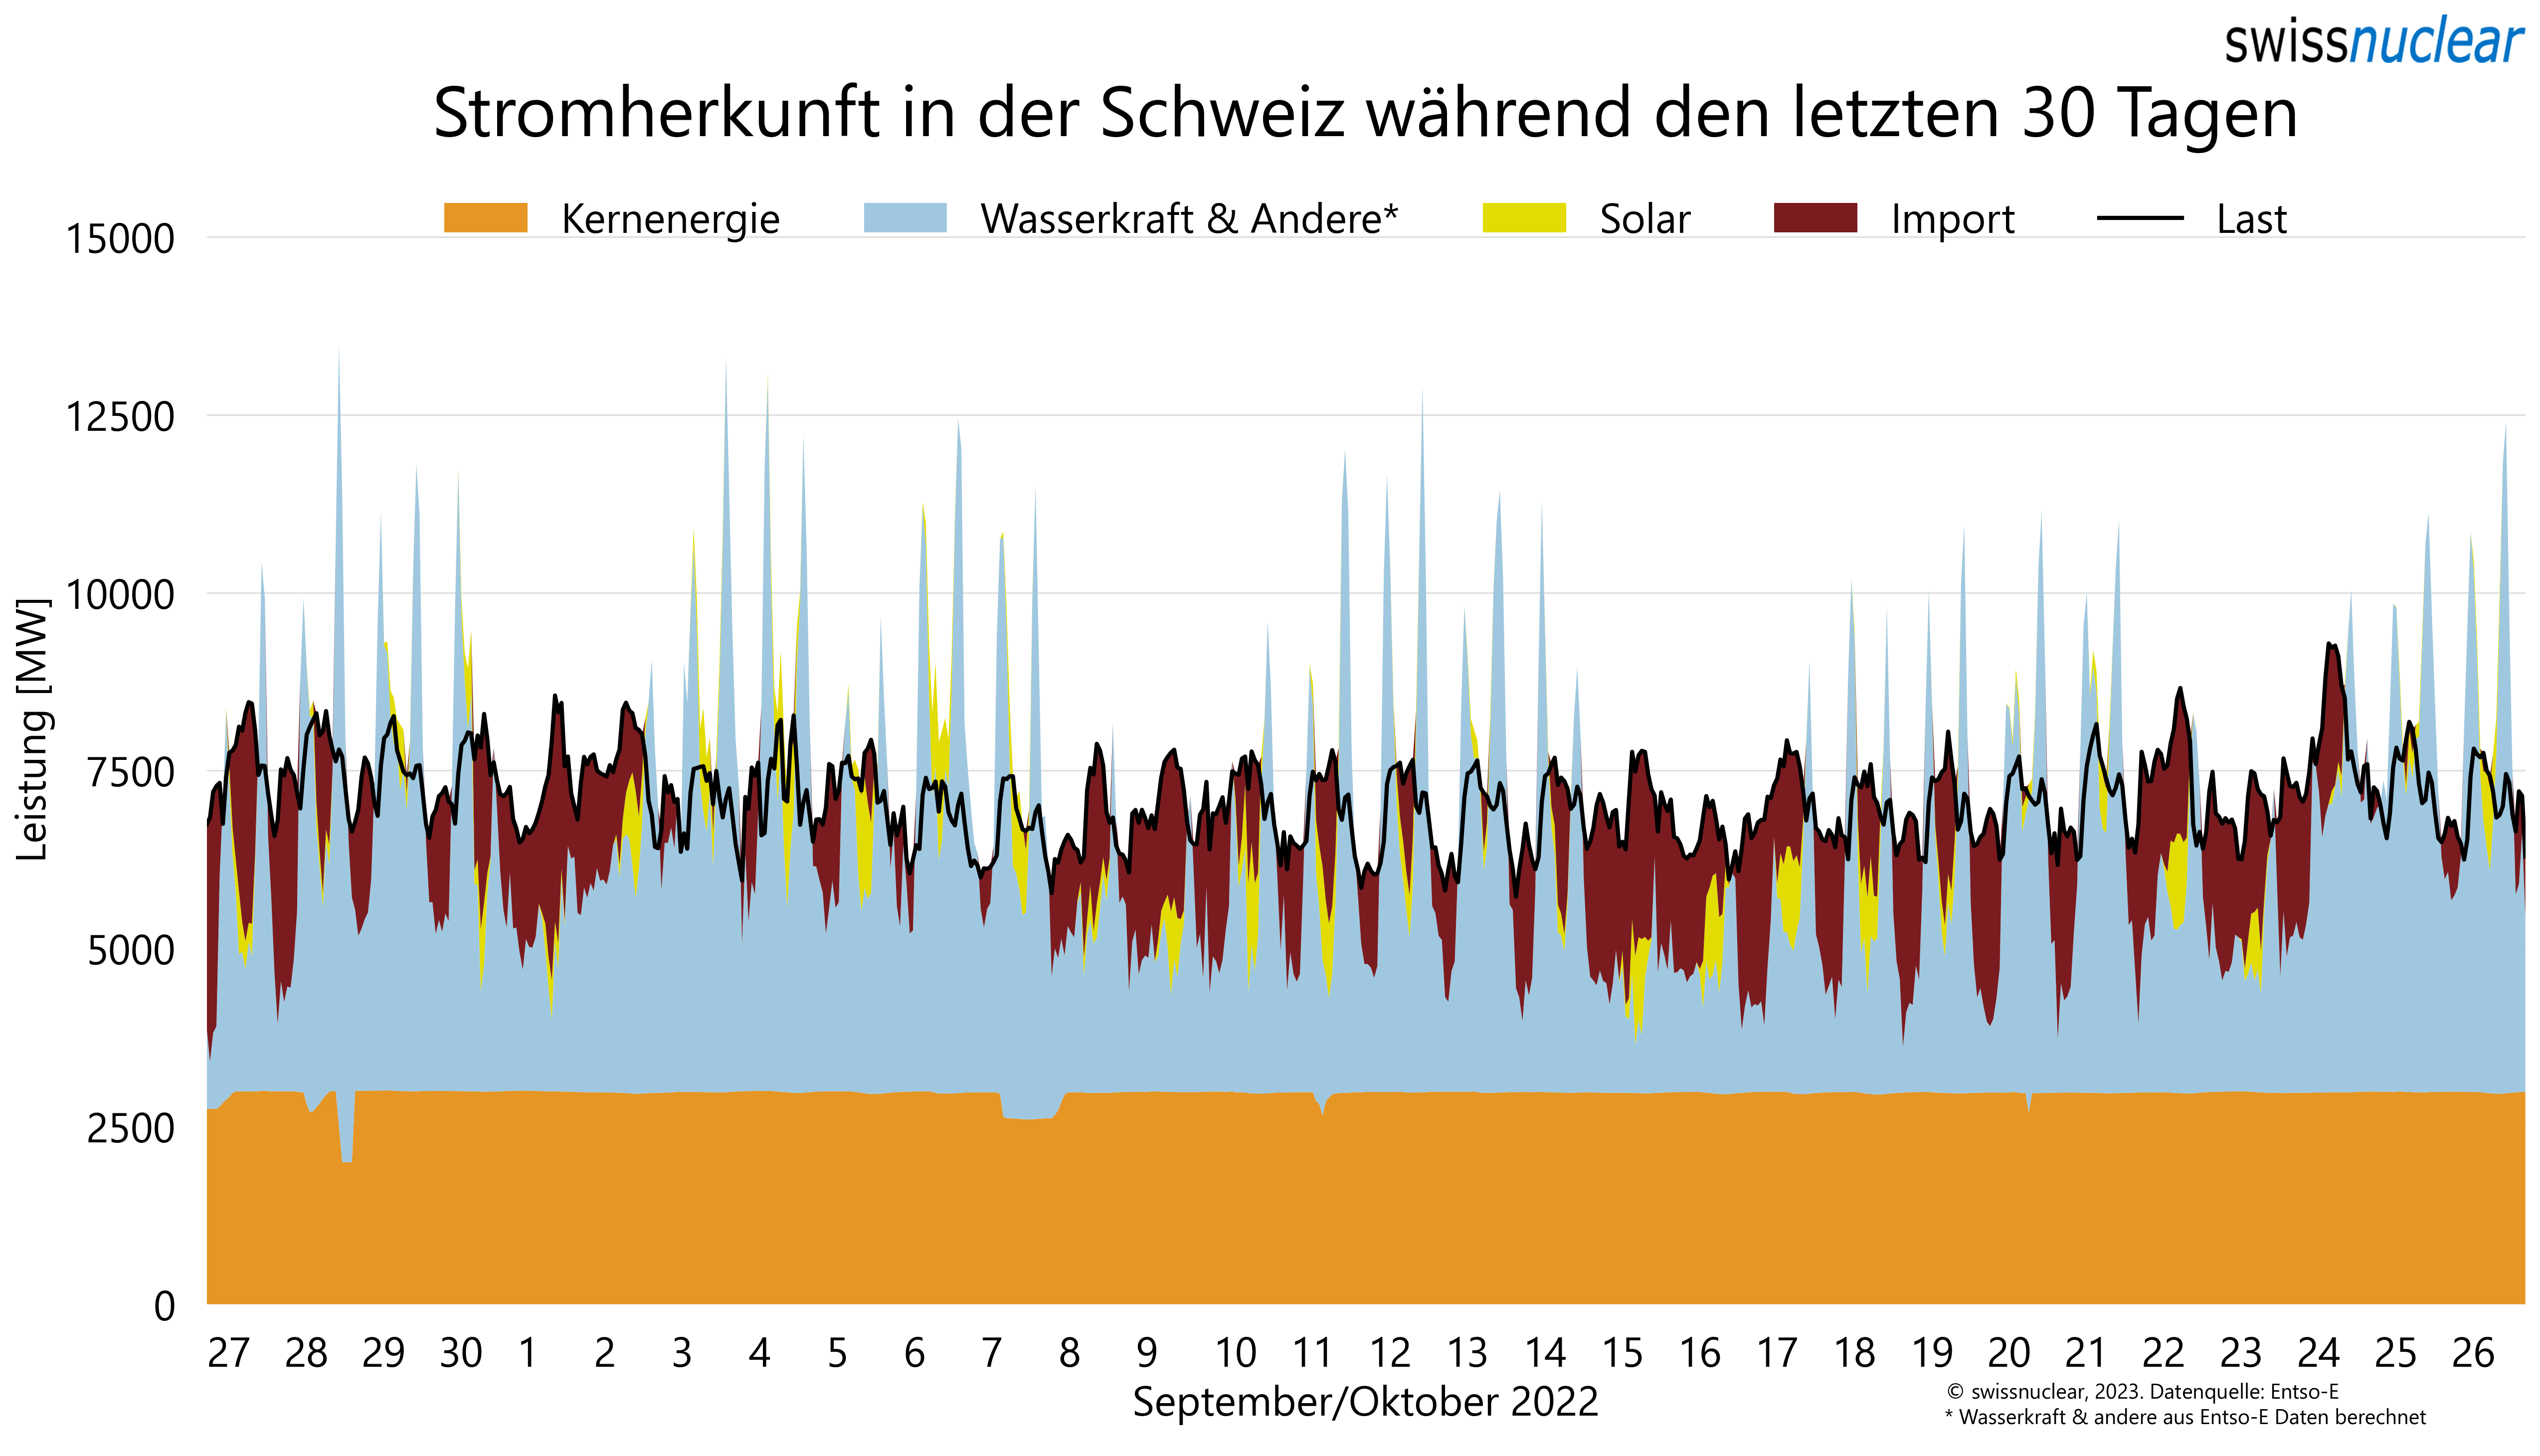 swissnuclear
Stromherkunft in der Schweiz während den letzten 30 Tagen
Kernenergie Wasserkraft & Andere* Solar Import Last
15000
12500
10000
7500
5000
2500
0
Leistung [MW]
27 28 29 30 1 2 3 4 5 6 7 8 9 10 11 12 13 14 15 16 17 18 19 20 21 22 23 24 25 26
September/Oktober 2022
© swissnuclear, 2023. Datenquelle: Entso-E
* Wasserkraft & andere aus Entso-E Daten berechnet